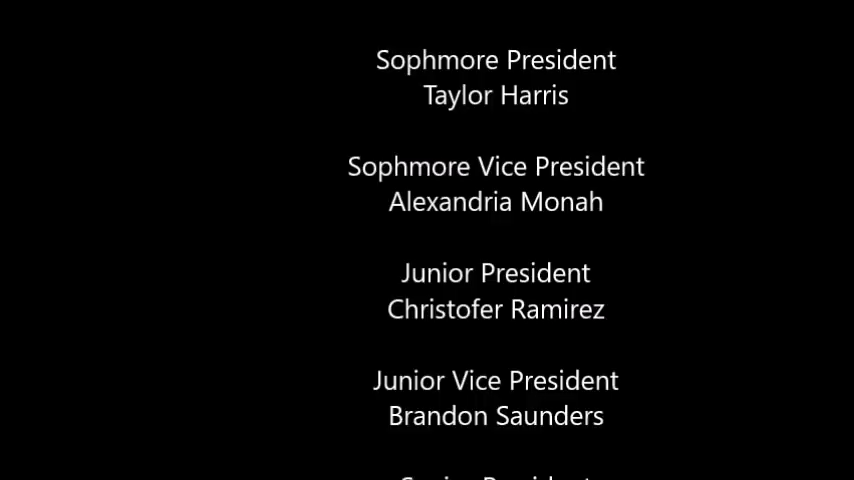 Sophmore President
Taylor Harris
Sophmore Vice President
Alexandria Monah
Junior President
Christofer Ramirez
Junior Vice President
Brandon Saunders